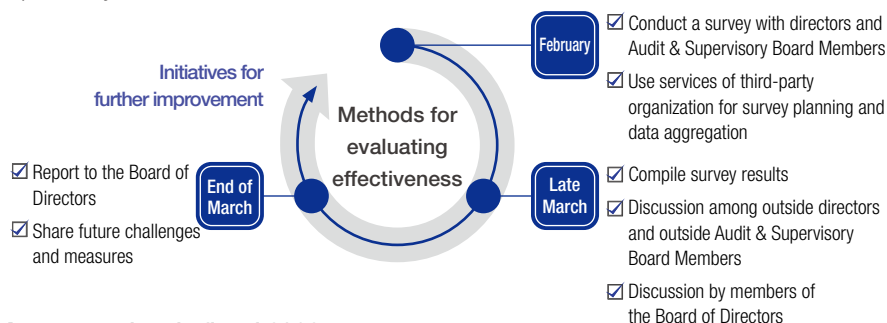 February
Conduct a survey with directors and
Audit & Supervisory Board Members
Use services of third-party
organization for survey planning and
data aggregation
Initiatives for
further improvement
Methods for
evaluating
effectiveness
Late
March
Compile survey results
Discussion among outside directors
and outside Audit & Supervisory
Board Members
Discussion by members of
the Board of Directors
End of
March
Report to the Board of
Directors
Share future challenges
and measures